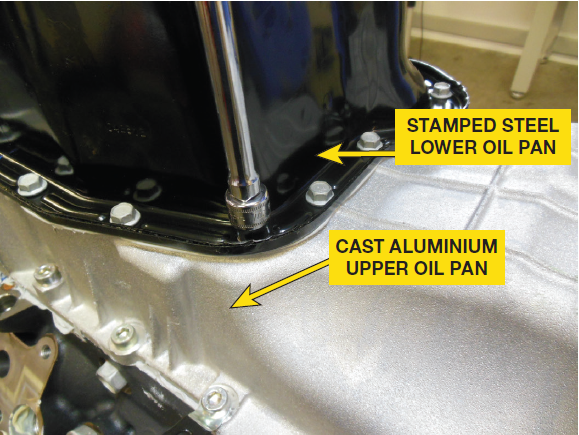 STAMPED STEEL
LOWER OIL PAN
CAST ALUMINIUM
UPPER OIL PAN